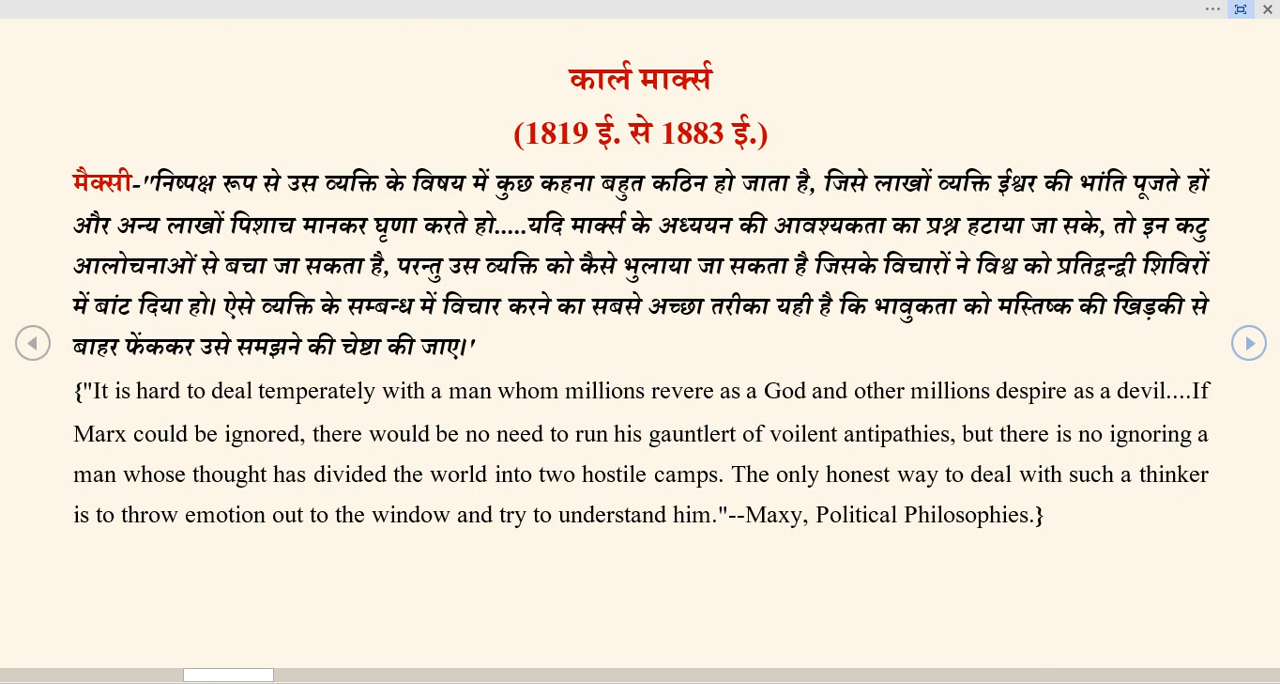 कार्ल मार्क्स
(1819 ई. से 1883 ई.)
मैक्सी-"निष्पक्ष रूप से उस व्यक्ति के विषय में कुछ कहना बहुत कठिन हो जाता है, जिसे लाखों व्यक्ति ईश्वर की भांति पूजते हों
और अन्य लाखों पिशाच मानकर घृणा करते हो.....यदि मार्क्स के अध्ययन की आवश्यकता का प्रश्न हटाया जा सके, तो इन कटु
आलोचनाओं से बचा जा सकता है, परन्तु उस व्यक्ति को कैसे भुलाया जा सकता है जिसके विचारों ने विश्व को प्रतिद्वन्द्वी शिविरों
में बांट दिया हो। ऐसे व्यक्ति के सम्बन्ध में विचार करने का सबसे अच्छा तरीका यही है कि भावुकता को मस्तिष्क की खिड़की से
बाहर फेंककर उसे समझने की चेष्टा की जाए।'
{"It is hard to deal temperately with a man whom millions revere as a God and other millions despire as a devil....If
Marx could be ignored, there would be no need to run his gauntlert of voilent antipathies, but there is no ignoring a
man whose thought has divided the world into two hostile camps. The only honest way to deal with such a thinker
is to throw emotion out to the window and try to understand him."--Maxy, Political Philosophies.}